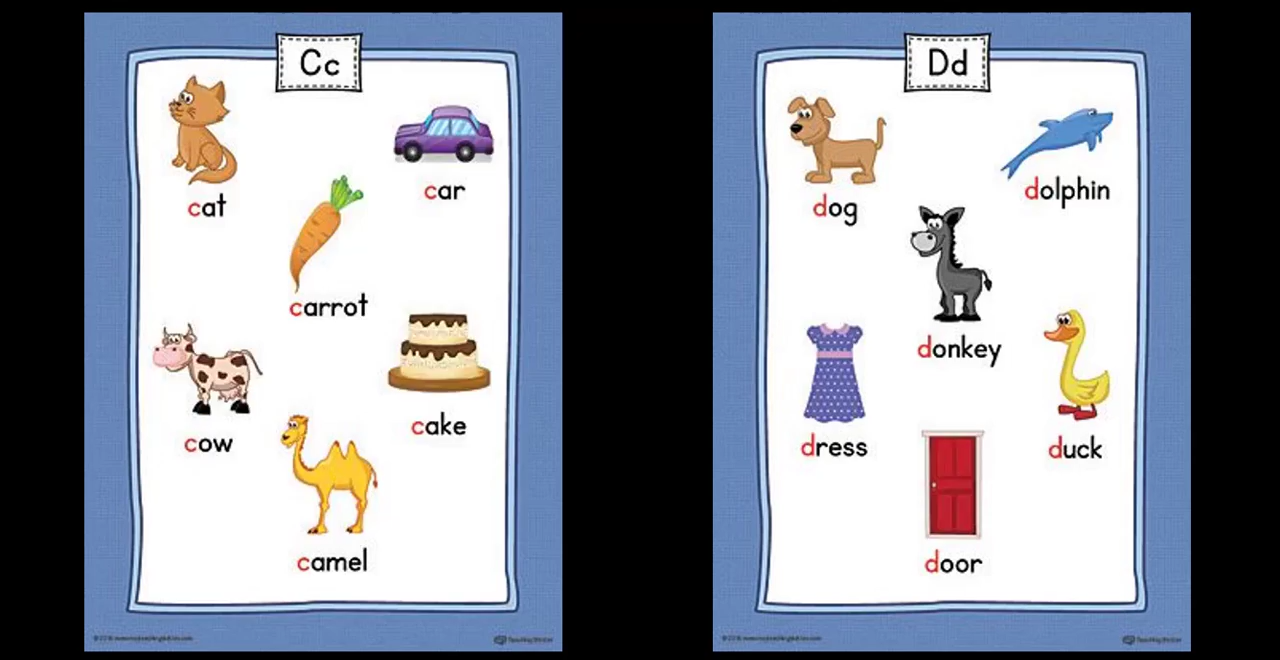 Cc
cat
car
carrot
cow
cake
camel
Dd
dog
dolphin
donkey
dress
duck
door